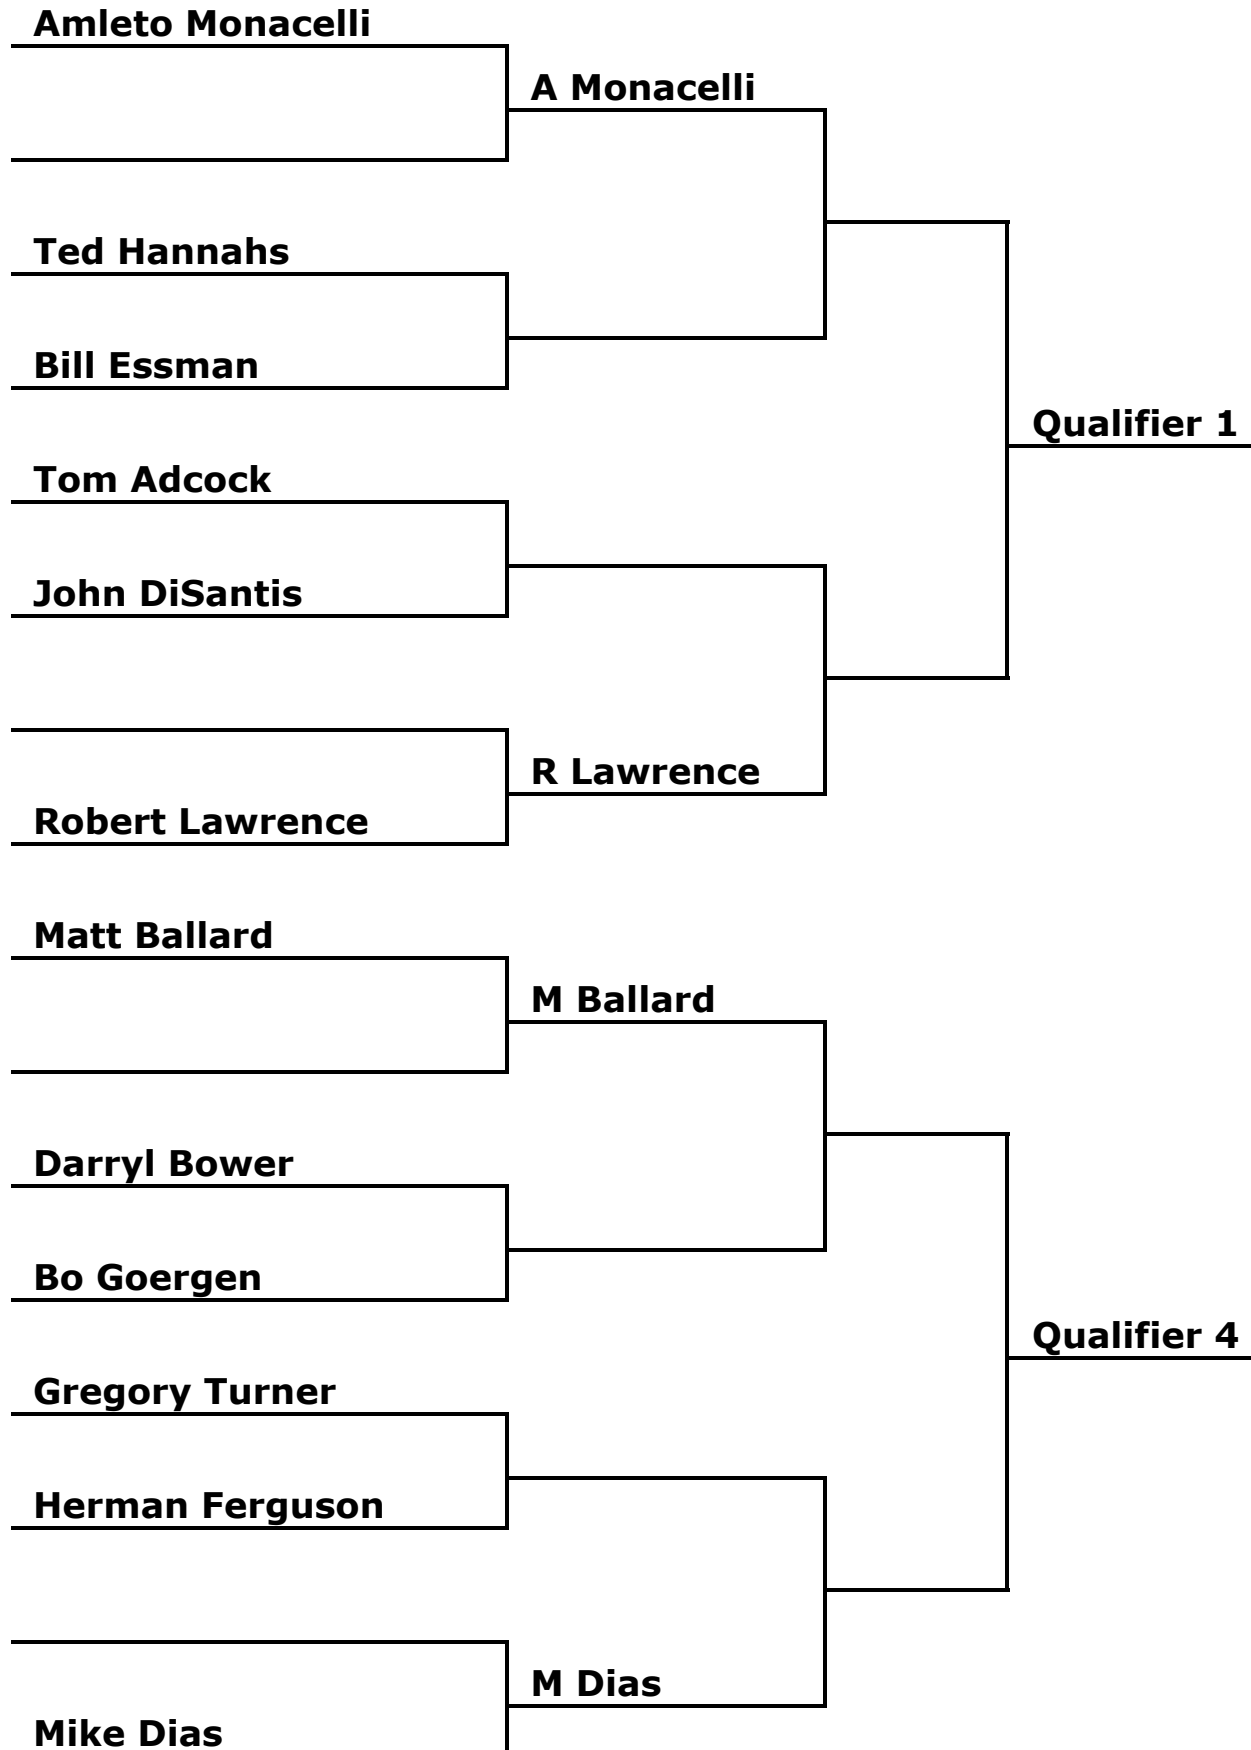 Amleto Monacelli
A Monacelli
Ted Hannahs
Bill Essman
Qualifier 1
Tom Adcock
John DiSantis
R Lawrence
Robert Lawrence
Matt Ballard
M Ballard
Darryl Bower
Bo Goergen
Qualifier 4
Gregory Turner
Herman Ferguson
M Dias
Mike Dias